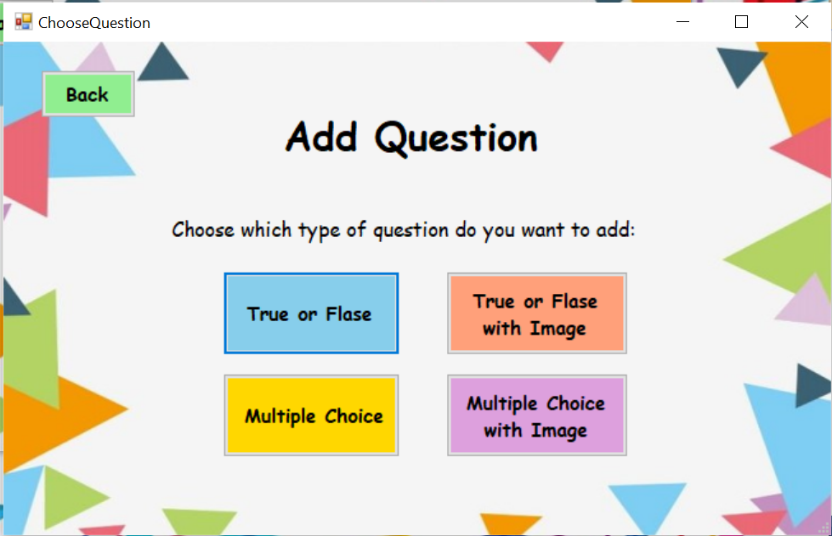 ChooseQuestion
Back
Add Question
Choose which type of question do you want to add:
True or Flase
True or Flase
with Image
Multiple Choice
Multiple Choice
with Image